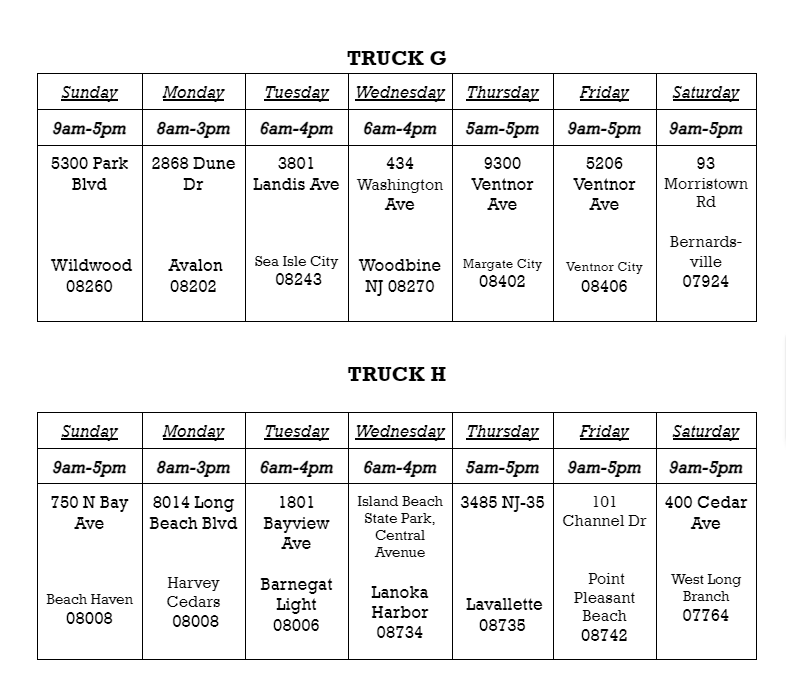 TRUCK G
Sunday Monday Tuesday Wednesday Thursday Friday Saturday
9am-5pm 8am-3pm 6am-4pm 6am-4pm 5am-5pm 9am-5pm 9am-5pm
5300 Park
Blvd
Wildwood
08260
2868 Dune
Dr
Avalon
08202
3801
Landis Ave
Sea Isle City
08243
434
Washington
Ave
Woodbine
NJ 08270
9300
Ventnor
Ave
Margate City
08402
5206
Ventnor
Ave
Ventnor City
08406
93
Morristown
Rd
Bernards-
ville
07924
TRUCK H
Sunday Monday Tuesday Wednesday Thursday Friday Saturday
9am-5pm 8am-3pm 6am-4pm 6am-4pm 5am-5pm 9am-5pm 9am-5pm
750 N Bay
Ave
Beach Haven
08008
8014 Long
Beach Blvd
Harvey
Cedars
08008
1801
Bayview
Ave
Barnegat
Light
08006
Island Beach
State Park,
Central
Avenue
Lanoka
Harbor
08734
3485 NJ-35
Lavallette
08735
101
Channel Dr
Point
Pleasant
Beach
08742
400 Cedar
Ave
West Long
Branch
07764